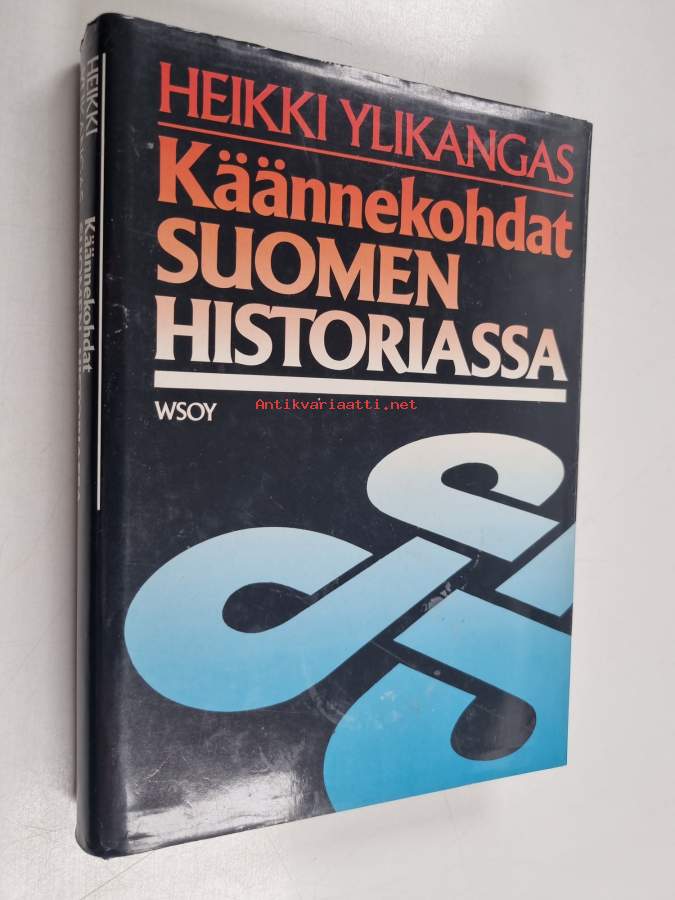 HEIKKI YLIKANGAS
Käännekohdat
SUOMEN
HISTORIASSA
WSOY
Antikvariaatti.net
HEIKKI
Käännekohdat